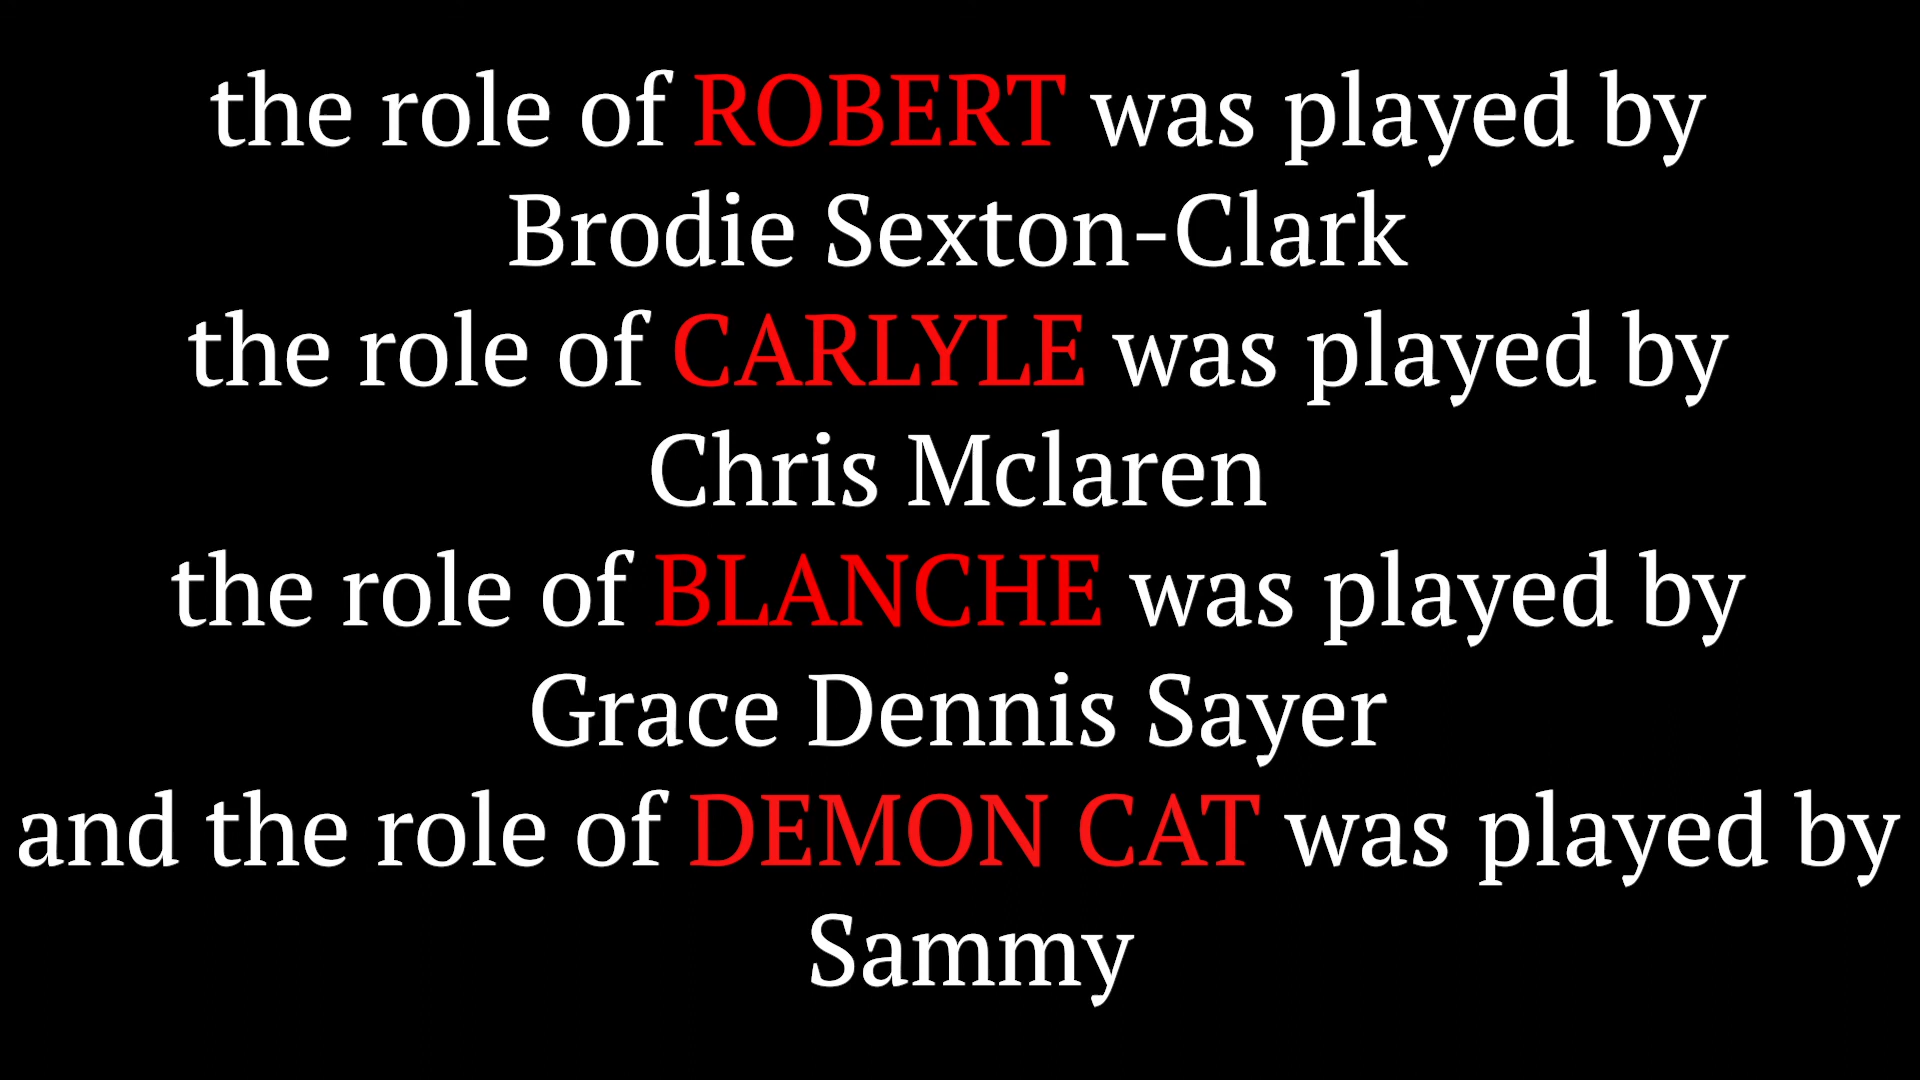 the role of ROBERT was played by
Brodie Sexton-Clark
the role of CARLYLE was played by
Chris Mclaren
the role of BLANCHE was played by
Grace Dennis Sayer
and the role of DEMON CAT was played by
Sammy